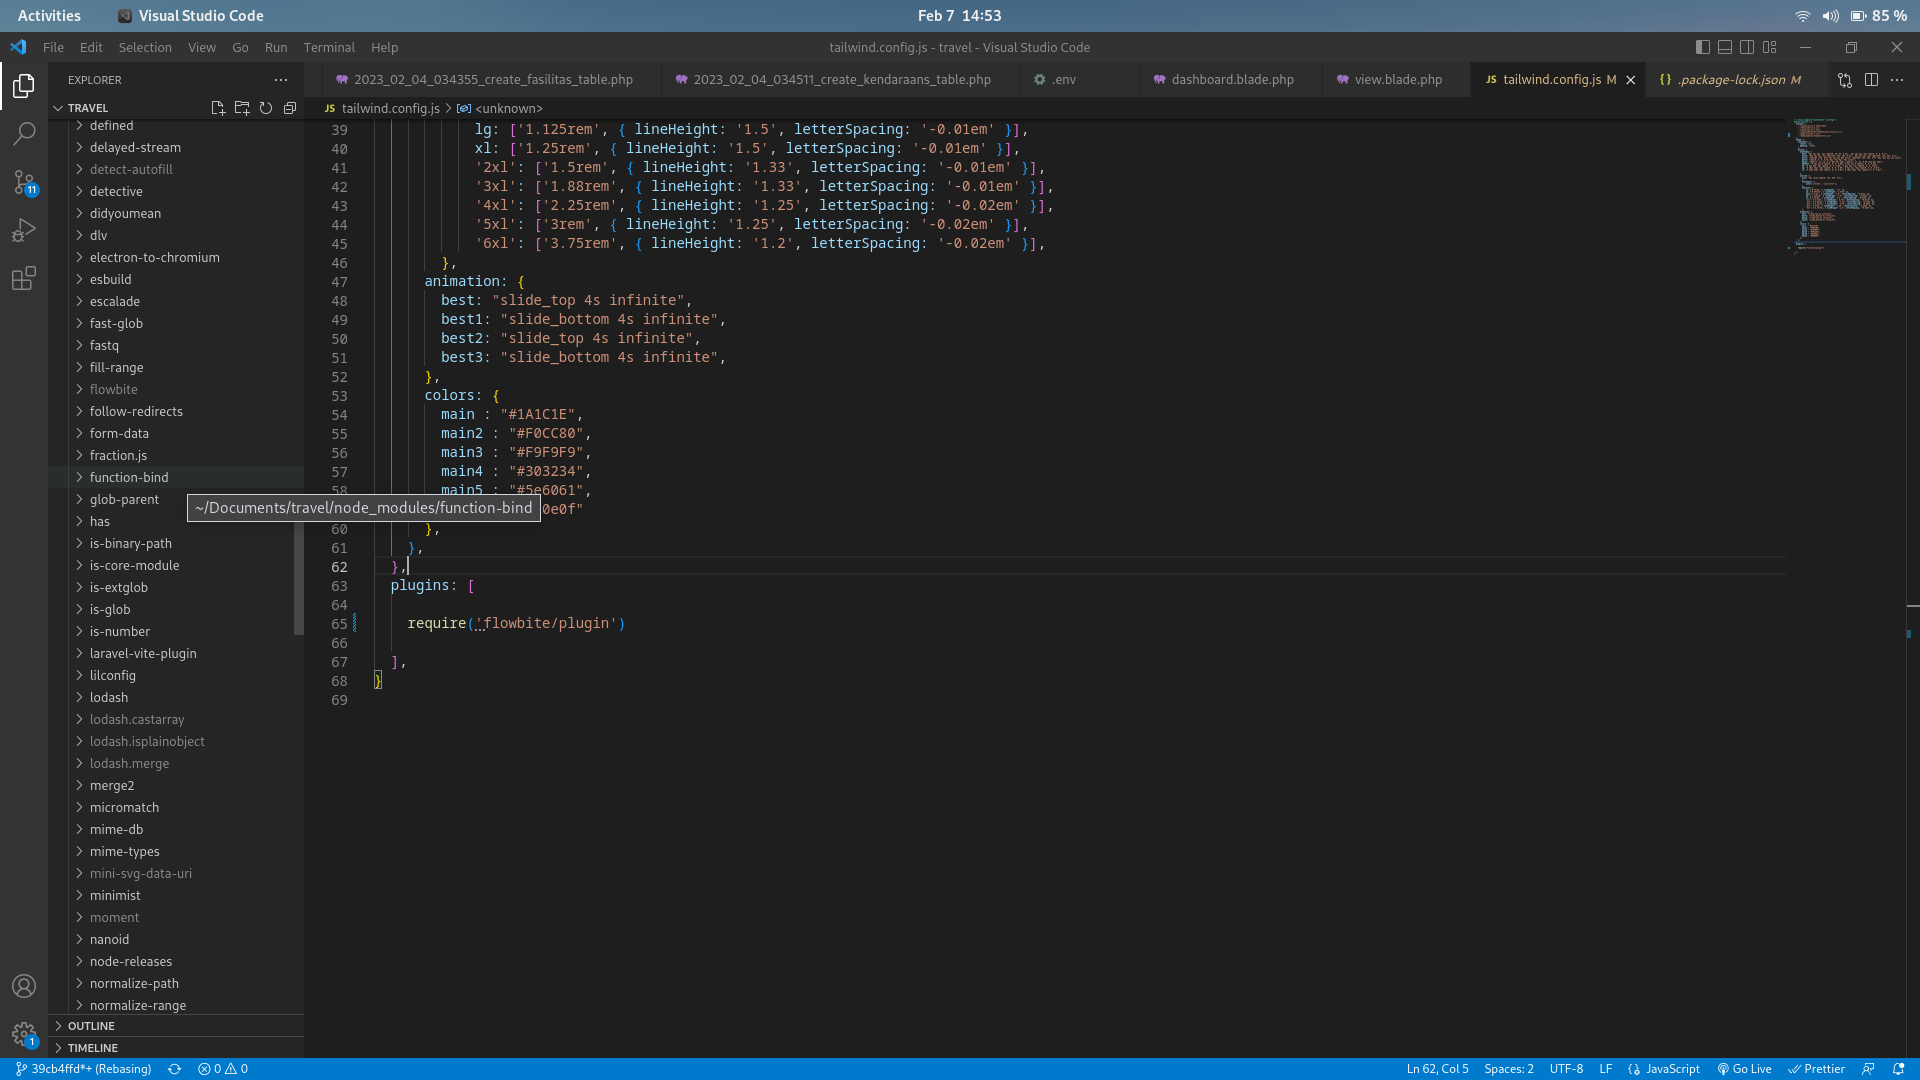 Activities Visual Studio Code Feb 7 14:53 85 %
File Edit Selection View Go Run Terminal Help tailwind.config.js - travel - Visual Studio Code
EXPLORER
2023_02_04_034355_create_fasilitas_table.php 2023_02_04_034511_create_kendaraans_table.php .env dashboard.blade.php view.blade.php JS tailwind.config.js M {} .package-lock.json M
TRAVEL
JS tailwind.config.js > <unknown>
defined
delayed-stream
detect-autofill
detective
didyoumean
dlv
electron-to-chromium
esbuild
escalade
fast-glob
fastq
fill-range
flowbite
follow-redirects
form-data
fraction.js
function-bind
glob-parent
has
is-binary-path
is-core-module
is-extglob
is-glob
is-number
laravel-vite-plugin
lilconfig
lodash
lodash.castarray
lodash.isplainobject
lodash.merge
merge2
micromatch
mime-db
mime-types
mini-svg-data-uri
minimist
moment
nanoid
node-releases
normalize-path
normalize-range
OUTLINE
TIMELINE
11
1
~/Documents/travel/node_modules/function-bind
39 lg: ['1.125rem', { lineHeight: '1.5', letterSpacing: '-0.01em' }],
40 xl: ['1.25rem', { lineHeight: '1.5', letterSpacing: '-0.01em' }],
41 '2xl': ['1.5rem', { lineHeight: '1.33', letterSpacing: '-0.01em' }],
42 '3xl': ['1.88rem', { lineHeight: '1.33', letterSpacing: '-0.01em' }],
43 '4xl': ['2.25rem', { lineHeight: '1.25', letterSpacing: '-0.02em' }],
44 '5xl': ['3rem', { lineHeight: '1.25', letterSpacing: '-0.02em' }],
45 '6xl': ['3.75rem', { lineHeight: '1.2', letterSpacing: '-0.02em' }],
46 },
47 animation: {
48 best: "slide_top 4s infinite",
49 best1: "slide_bottom 4s infinite",
50 best2: "slide_top 4s infinite",
51 best3: "slide_bottom 4s infinite",
52 },
53 colors: {
54 main : "#1A1C1E",
55 main2 : "#F0CC80",
56 main3 : "#F9F9F9",
57 main4 : "#303234",
58 main5 : "#5e6061",
0e0f"
60 },
61 },
62 },
63 plugins: [
64
65 require('flowbite/plugin')
66
67 ],
68 }
69
39cb4ffd*+ (Rebasing) 0 0 Ln 62, Col 5 Spaces: 2 UTF-8 LF {} JavaScript Go Live Prettier